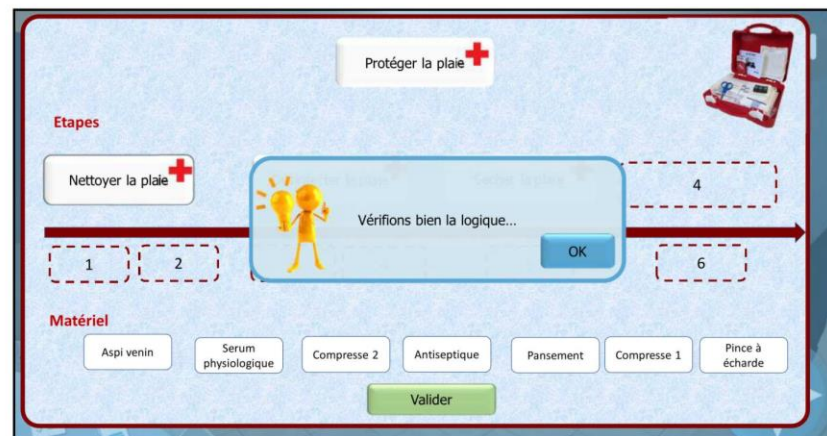 Protéger la plaie
Etapes
Nettoyer la plaie
4
Vérifions bien la logique...
OK
1
2
6
Matériel
Aspi venin
Serum
physiologique
Compresse 2
Antiseptique
Pansement
Compresse 1
Pince à
écharde
Valider